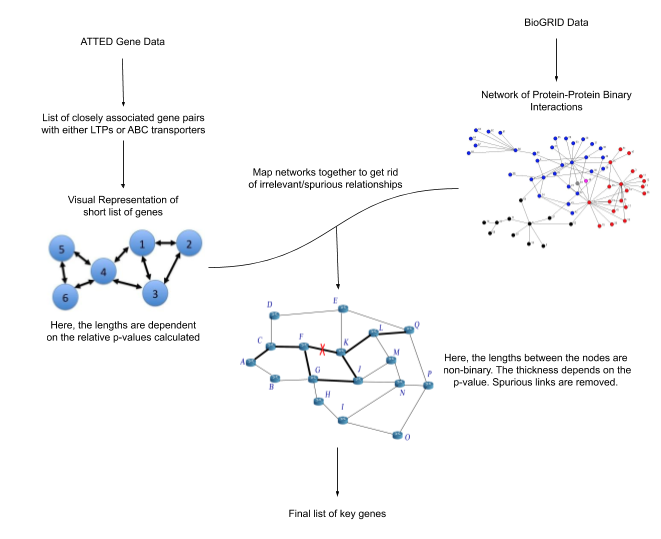 ATTED Gene Data
List of closely associated gene pairs
with either LTPs or ABC transporters
Visual Representation of
short list of genes
5
1
2
4
6
3
Here, the lengths are dependent
on the relative p-values calculated
BioGRID Data
Network of Protein-Protein Binary
Interactions
Map networks together to get rid
of irrelevant/spurious relationships
D
E
L
Q
C
F
X
K
A
M
G
J
P
B
N
H
I
O
Here, the lengths between the nodes are
non-binary. The thickness depends on the
p-value. Spurious links are removed.
Final list of key genes